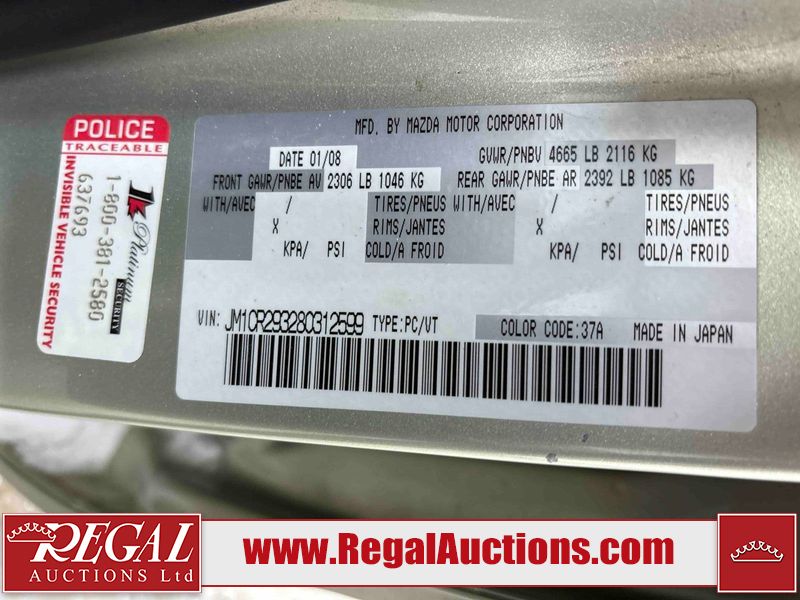 POLICE
TRACEABLE
INVISIBLE VEHICLE SECURITY
637693
1-800-381-2580
Platinum
SECURITY
MFD. BY MAZDA MOTOR CORPORATION
DATE 01/08 GVWR/PNBV 4665 LB 2116 KG
FRONT GAWR/PNBE AV 2306 LB 1046 KG REAR GAWR/PNBE AR 2392 LB 1085 KG
WITH/AVEC / TIRES/PNEUS WITH/AVEC / TIRES/PNEUS
X RIMS/JANTES X RIMS/JANTES
KPA/ PSI COLD/A FROID KPA/ PSI COLD/A FROID
VIN: JM1CR293280312599 TYPE:PC/VT COLOR CODE:37A MADE IN JAPAN
REGAL
AUCTIONS Ltd
www.RegalAuctions.com